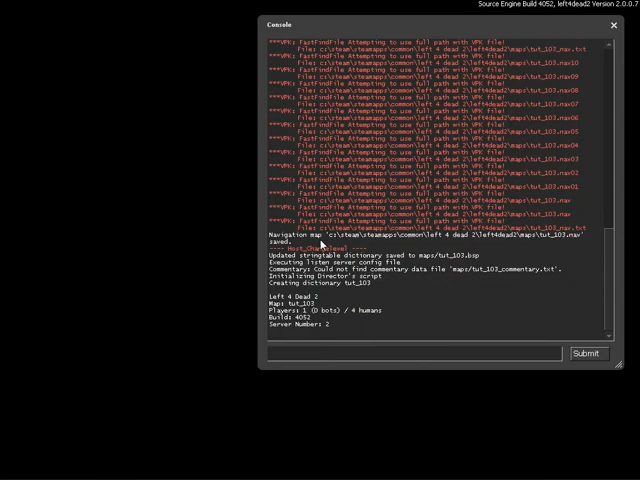 Source Engine Build 4052, left4dead2 Version 2.0.0.7
Console
***VPK: FastFindFile Attempting to use full path with VPK file!
File: c:\steam\steamapps\common\left 4 dead 2\left4dead2\maps\tut_103_nav.txt
***VPK: FastFindFile Attempting to use full path with VPK file!
File: c:\steam\steamapps\common\left 4 dead 2\left4dead2\maps\tut_103.nav10
***VPK: FastFindFile Attempting to use full path with VPK file!
File: c:\steam\steamapps\common\left 4 dead 2\left4dead2\maps\tut_103.nav09
***VPK: FastFindFile Attempting to use full path with VPK file!
File: c:\steam\steamapps\common\left 4 dead 2\left4dead2\maps\tut_103.nav08
***VPK: FastFindFile Attempting to use full path with VPK file!
File: c:\steam\steamapps\common\left 4 dead 2\left4dead2\maps\tut_103.nav07
***VPK: FastFindFile Attempting to use full path with VPK file!
File: c:\steam\steamapps\common\left 4 dead 2\left4dead2\maps\tut_103.nav06
***VPK: FastFindFile Attempting to use full path with VPK file!
File: c:\steam\steamapps\common\left 4 dead 2\left4dead2\maps\tut_103.nav05
***VPK: FastFindFile Attempting to use full path with VPK file!
File: c:\steam\steamapps\common\left 4 dead 2\left4dead2\maps\tut_103.nav04
***VPK: FastFindFile Attempting to use full path with VPK file!
File: c:\steam\steamapps\common\left 4 dead 2\left4dead2\maps\tut_103.nav03
***VPK: FastFindFile Attempting to use full path with VPK file!
File: c:\steam\steamapps\common\left 4 dead 2\left4dead2\maps\tut_103.nav02
***VPK: FastFindFile Attempting to use full path with VPK file!
File: c:\steam\steamapps\common\left 4 dead 2\left4dead2\maps\tut_103.nav01
***VPK: FastFindFile Attempting to use full path with VPK file!
File: c:\steam\steamapps\common\left 4 dead 2\left4dead2\maps\tut_103.nav
***VPK: FastFindFile Attempting to use full path with VPK file!
File: c:\steam\steamapps\common\left 4 dead 2\left4dead2\maps\tut_103.nav
***VPK: FastFindFile Attempting to use full path with VPK file!
File: c:\steam\steamapps\common\left 4 dead 2\left4dead2\maps\tut_103_nav.txt
Navigation map 'c:\steam\steamapps\common\left 4 dead 2\left4dead2\maps\tut_103.nav'
saved.
---- Host_Changelevel ----
Updated stringtable dictionary saved to maps/tut_103.bsp
Executing listen server config file
Commentary: Could not find commentary data file 'maps/tut_103_commentary.txt'.
Initializing Director's script
Creating dictionary tut_103
Left 4 Dead 2
Map: tut_103
Players: 1 (0 bots) / 4 humans
Build: 4052
Server Number: 2
Submit